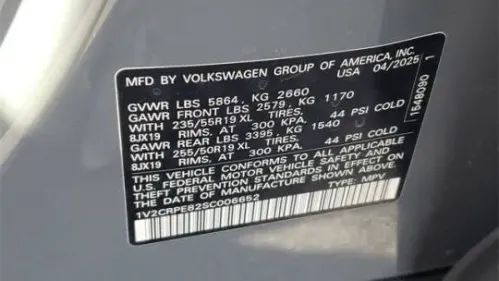 MFD BY VOLKSWAGEN GROUP OF AMERICA, INC.
USA 04/2025
GVWR LBS 5864, KG 2660
GAWR FRONT LBS 2579, KG 1170
WITH 235/55R19 XL TIRES,
8JX19 RIMS, AT 300 KPA, 44 PSI COLD
GAWR REAR LBS 3395, KG 1540
WITH 255/50R19 XL TIRES,
8JX19 RIMS, AT 300 KPA, 44 PSI COLD
THIS VEHICLE CONFORMS TO ALL APPLICABLE
U.S. FEDERAL MOTOR VEHICLE SAFETY AND
THEFT PREVENTION STANDARDS IN EFFECT ON
THE DATE OF MANUFACTURE SHOWN ABOVE.
1V2CRPE82SC006652 TYPE: MPV
1548090 1